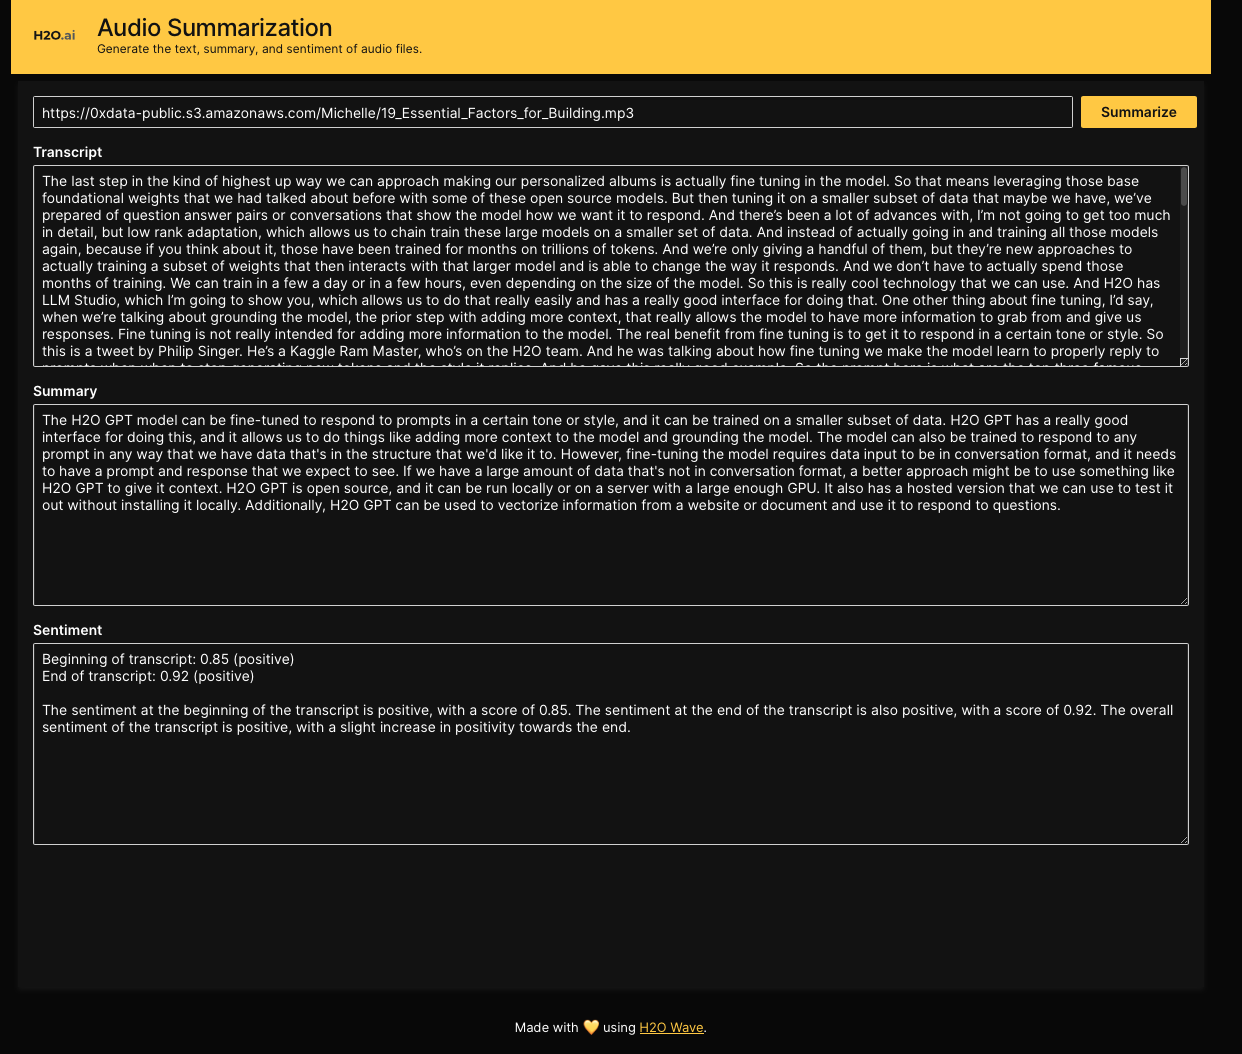 H2O.ai
Audio Summarization
Generate the text, summary, and sentiment of audio files.
https://0xdata-public.s3.amazonaws.com/Michelle/19_Essential_Factors_for_Building.mp3
Summarize
Transcript
The last step in the kind of highest up way we can approach making our personalized albums is actually fine tuning in the model. So that means leveraging those base
foundational weights that we had talked about before with some of these open source models. But then tuning it on a smaller subset of data that maybe we have, we've
prepared of question answer pairs or conversations that show the model how we want it to respond. And there's been a lot of advances with, I'm not going to get too much
in detail, but low rank adaptation, which allows us to chain train these large models on a smaller set of data. And instead of actually going in and training all those models
again, because if you think about it, those have been trained for months on trillions of tokens. And we're only giving a handful of them, but they're new approaches to
actually training a subset of weights that then interacts with that larger model and is able to change the way it responds. And we don't have to actually spend those
months of training. We can train in a few a day or in a few hours, even depending on the size of the model. So this is really cool technology that we can use. And H2O has
LLM Studio, which I'm going to show you, which allows us to do that really easily and has a really good interface for doing that. One other thing about fine tuning, I'd say,
when we're talking about grounding the model, the prior step with adding more context, that really allows the model to have more information to grab from and give us
responses. Fine tuning is not really intended for adding more information to the model. The real benefit from fine tuning is to get it to respond in a certain tone or style. So
this is a tweet by Philip Singer. He's a Kaggle Ram Master, who's on the H2O team. And he was talking about how fine tuning we make the model learn to properly reply to
Summary
The H2O GPT model can be fine-tuned to respond to prompts in a certain tone or style, and it can be trained on a smaller subset of data. H2O GPT has a really good
interface for doing this, and it allows us to do things like adding more context to the model and grounding the model. The model can also be trained to respond to any
prompt in any way that we have data that's in the structure that we'd like it to. However, fine-tuning the model requires data input to be in conversation format, and it needs
to have a prompt and response that we expect to see. If we have a large amount of data that's not in conversation format, a better approach might be to use something like
H2O GPT to give it context. H2O GPT is open source, and it can be run locally or on a server with a large enough GPU. It also has a hosted version that we can use to test it
out without installing it locally. Additionally, H2O GPT can be used to vectorize information from a website or document and use it to respond to questions.
Sentiment
Beginning of transcript: 0.85 (positive)
End of transcript: 0.92 (positive)
The sentiment at the beginning of the transcript is positive, with a score of 0.85. The sentiment at the end of the transcript is also positive, with a score of 0.92. The overall
sentiment of the transcript is positive, with a slight increase in positivity towards the end.
Made with 💛 using H2O Wave.